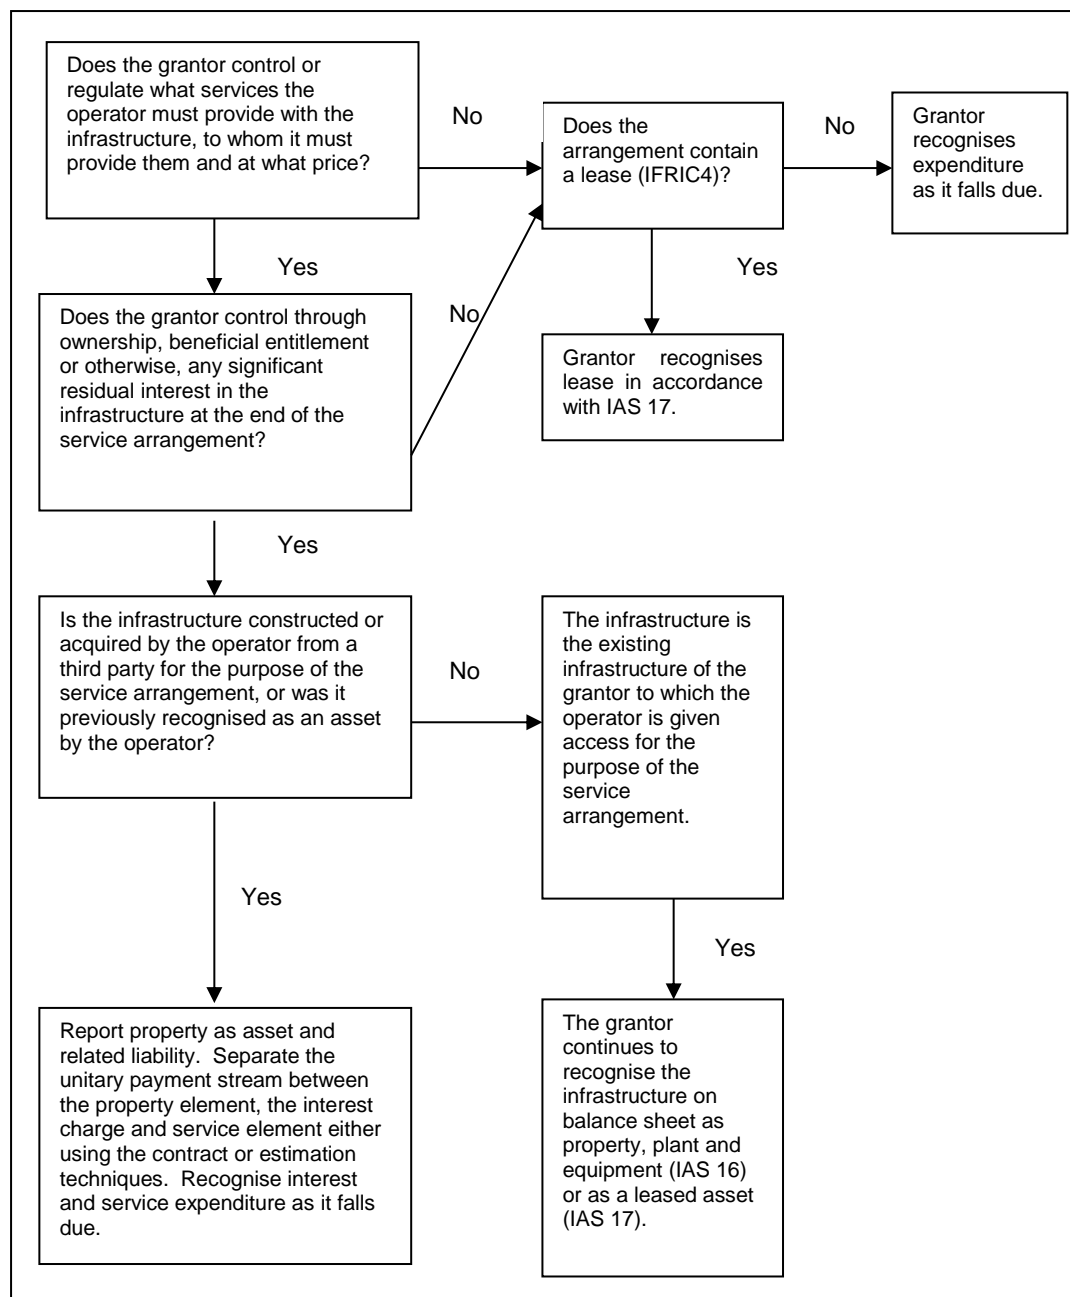 Does the grantor control or
regulate what services the
operator must provide with the
infrastructure, to whom it must
provide them and at what price?
No
Does the
arrangement contain
a lease (IFRIC4)?
No
Grantor
recognises
expenditure
as it falls
due.
Yes
Yes
Does the grantor control through
ownership, beneficial entitlement
or otherwise, any significant
residual interest in the
infrastructure at the end of the
service arrangement?
No
Grantor recognises
lease in accordance
with IAS 17.
Yes
Is the infrastructure constructed or
acquired by the operator from a
third party for the purpose of the
service arrangement, or was it
previously recognised as an asset
by the operator?
No
The infrastructure is
the existing
infrastructure of the
grantor to which the
operator is given
access for the
purpose of the
service
arrangement.
Yes
Yes
Report property as asset and
related liability.  Separate the
unitary payment stream between
the property element, the interest
charge and service element either
using the contract or estimation
techniques.  Recognise interest
and service expenditure as it falls
due.
The grantor
continues to
recognise the
infrastructure on
balance sheet as
property, plant and
equipment (IAS 16)
or as a leased asset
(IAS 17).